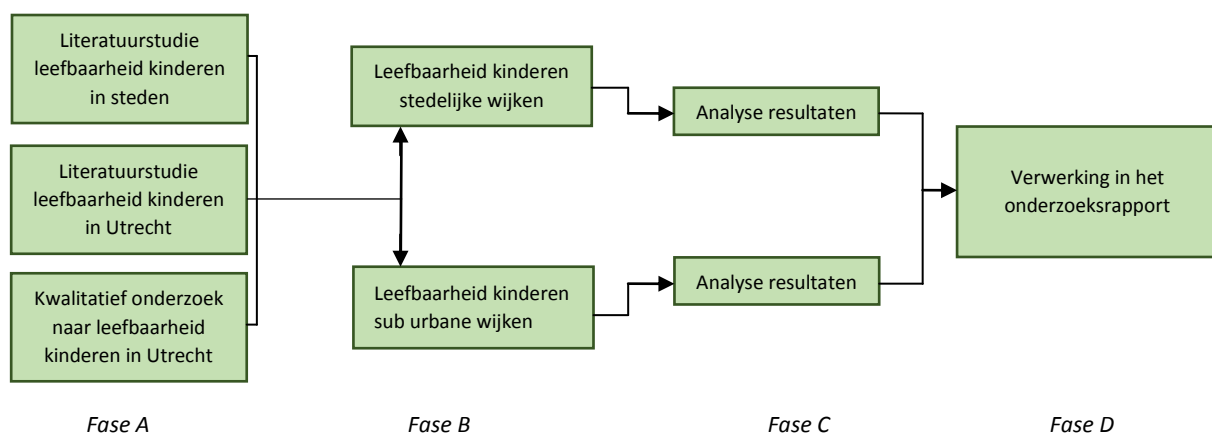 Literatuurstudie
leefbaarheid kinderen
in steden
Literatuurstudie
leefbaarheid kinderen
in Utrecht
Kwalitatief onderzoek
naar leefbaarheid
kinderen in Utrecht
Leefbaarheid kinderen
stedelijke wijken
Leefbaarheid kinderen
sub urbane wijken
Analyse resultaten
Analyse resultaten
Verwerking in het
onderzoeksrapport
Fase A
Fase B
Fase C
Fase D